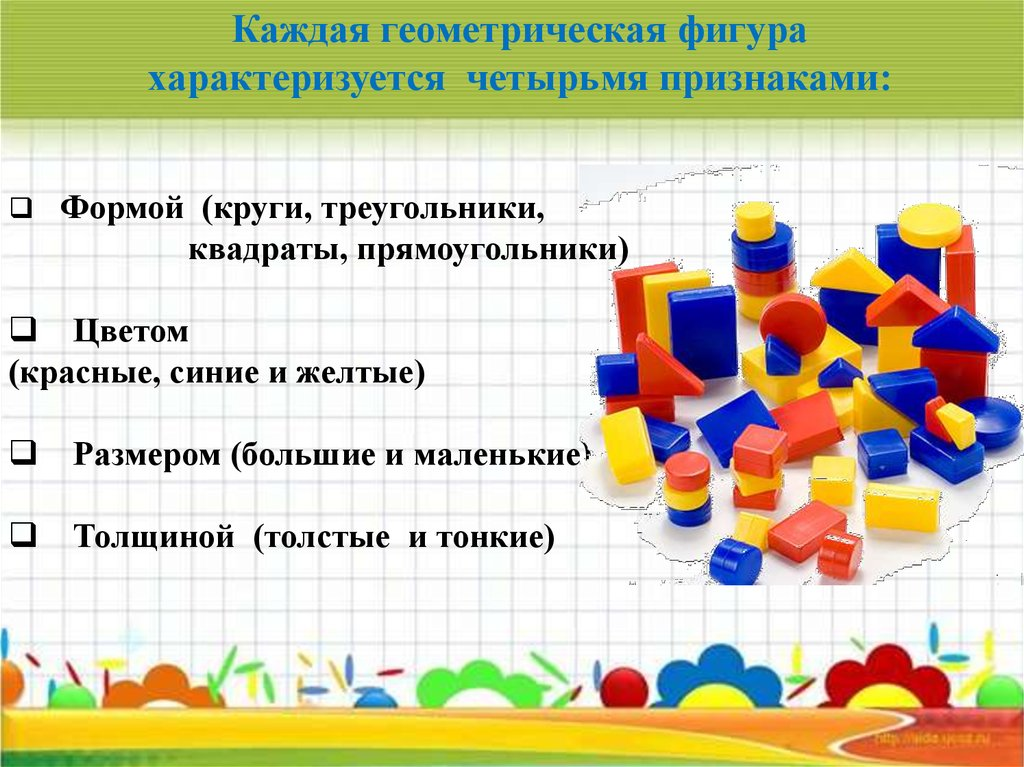 Каждая геометрическая фигура
характеризуется четырьмя признаками:
❑ Формой (круги, треугольники,
квадраты, прямоугольники)
❑ Цветом
(красные, синие и желтые)
❑ Размером (большие и маленькие)
❑ Толщиной (толстые и тонкие)